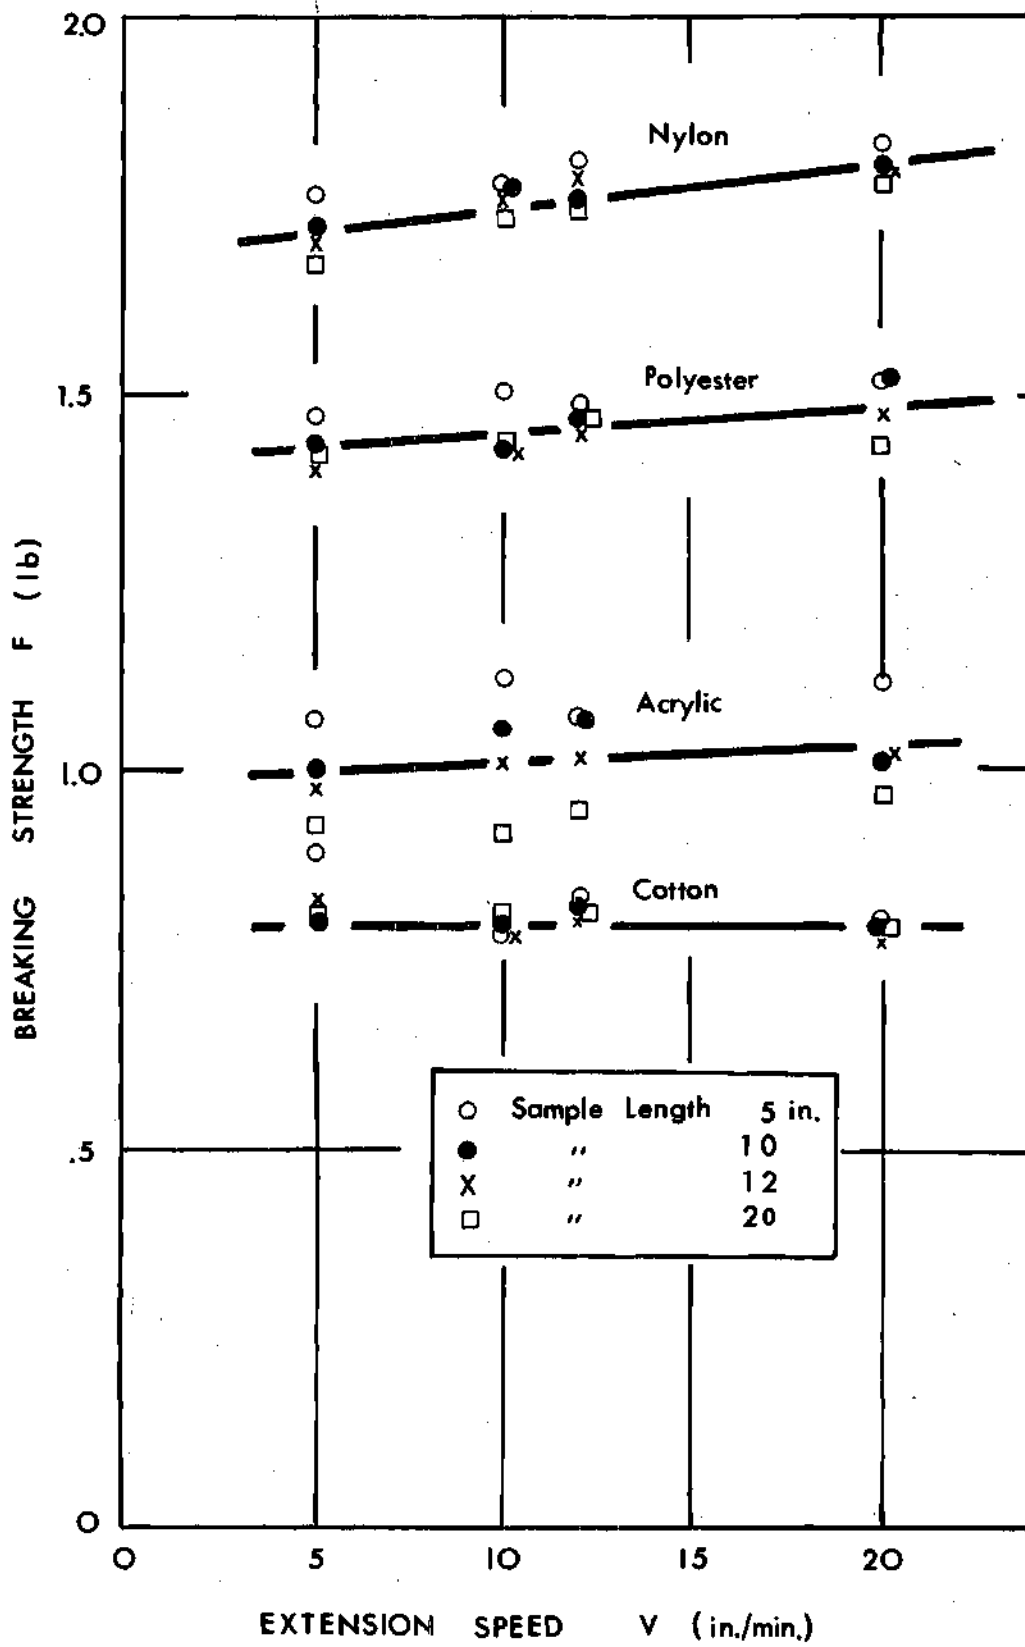 2.0
Nylon
Polyester
1.5
Acrylic
1.0
Cotton
BREAKING STRENGTH F (lb)
O Sample Length 5 in.
● " 10
X " 12
□ " 20
.5
0
0 5 10 15 20
EXTENSION SPEED V (in./min.)